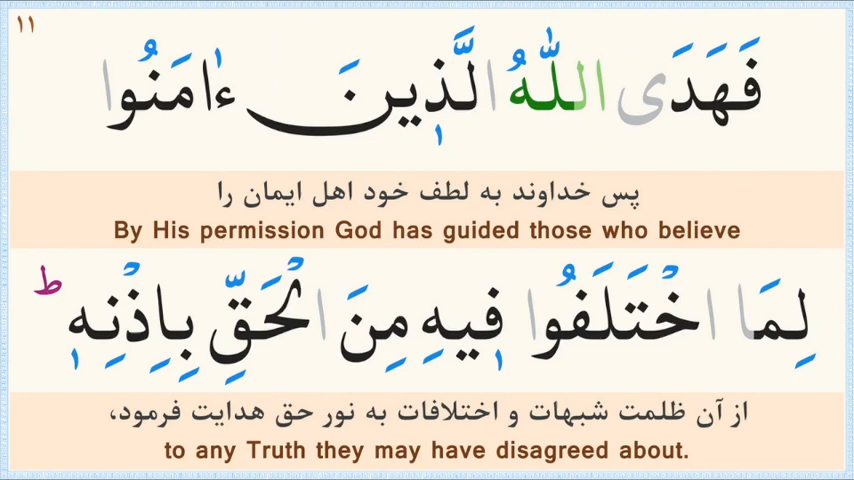 ۱۱
فَهَدَى اللّٰهُ الَّذِينَ ءٰامَنُوا
پس خداوند به لطف خود اهل ایمان را
By His permission God has guided those who believe
لِمَا اخْتَلَفُوا فِيهِ مِنَ الْحَقِّ بِاِذْنِهِ ط
از آن ظلمت شبهات و اختلافات به نور حق هدایت فرمود،
to any Truth they may have disagreed about.